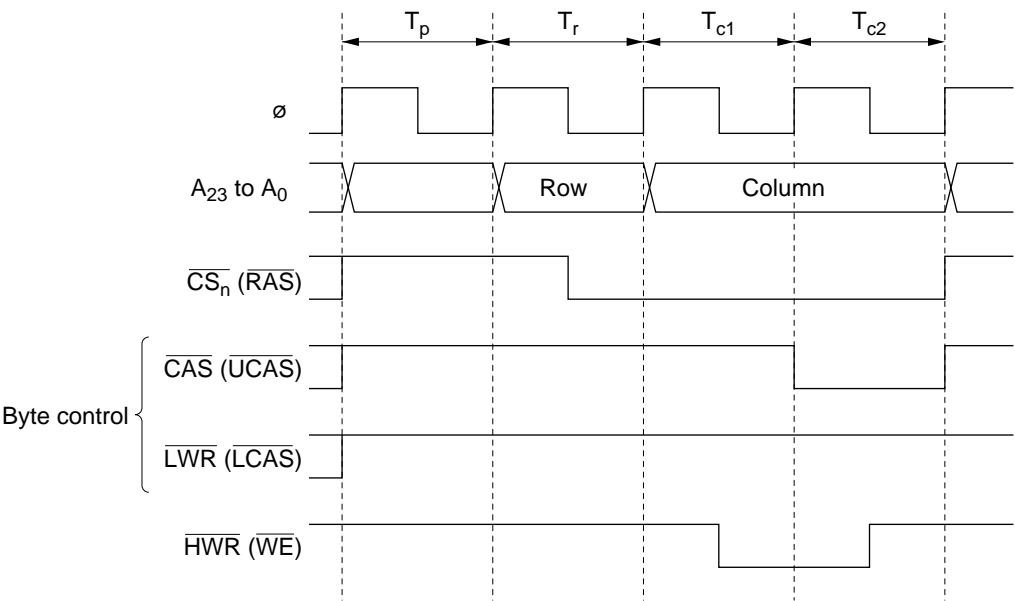 Tp Tr Tc1 Tc2
ø
A23 to A0 Row Column
CSn (RAS)
CAS (UCAS)
Byte control
LWR (LCAS)
HWR (WE)